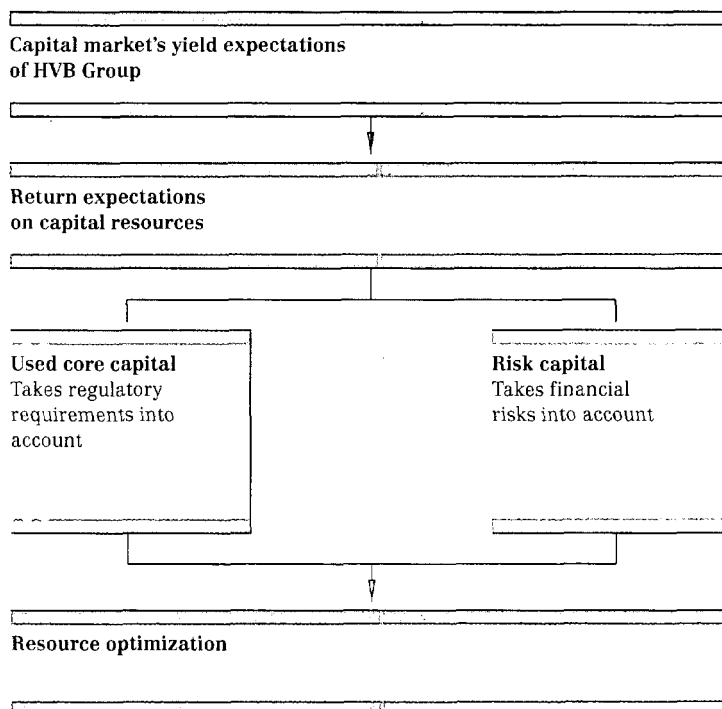 Capital market's yield expectations
of HVB Group
Return expectations
on capital resources
Used core capital
Takes regulatory
requirements into
account
Risk capital
Takes financial
risks into account
Resource optimization